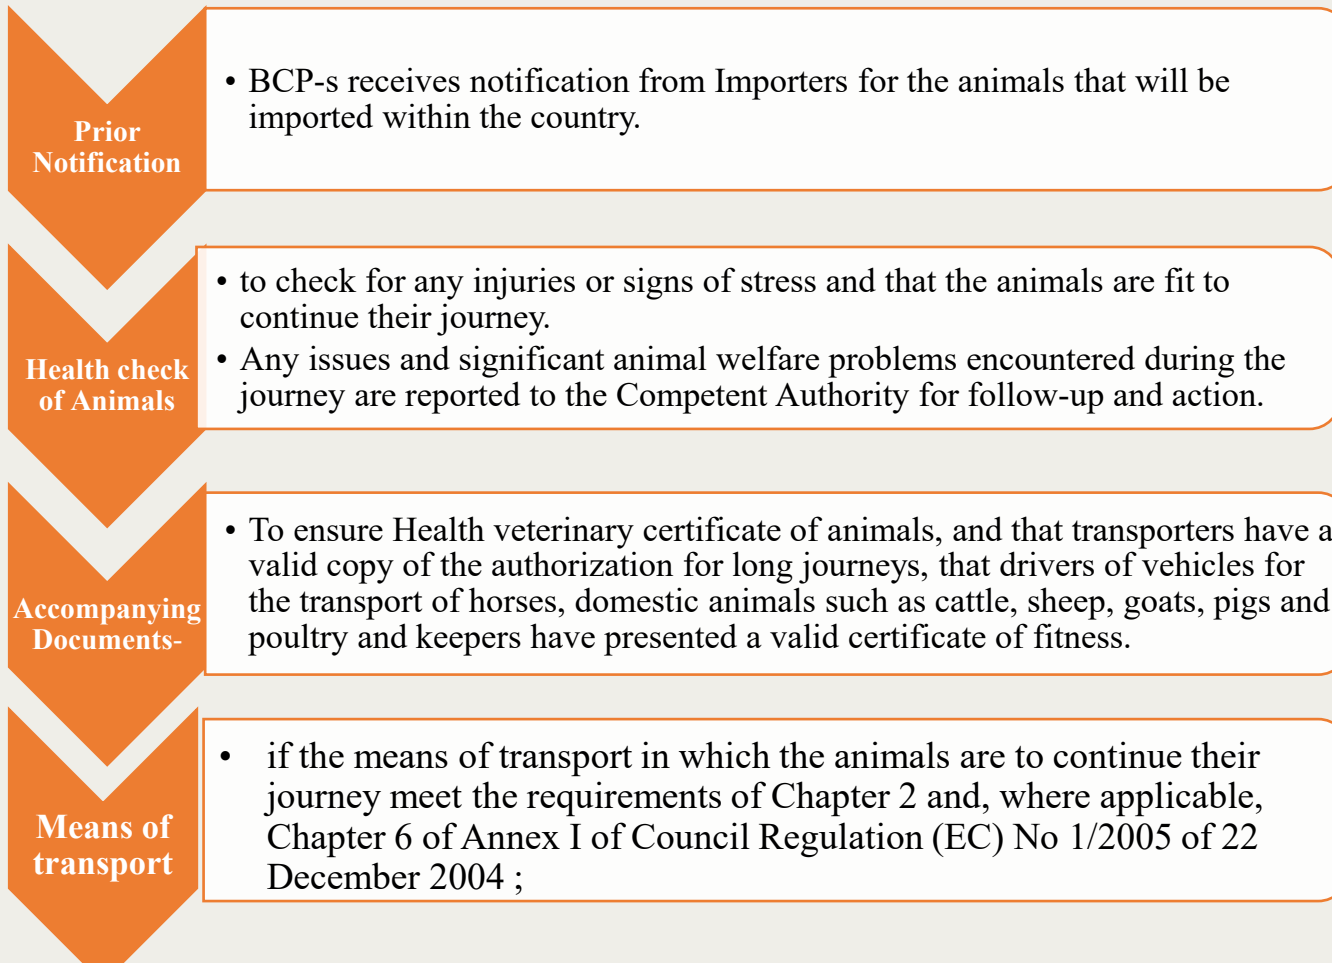 Prior
Notification
• BCP-s receives notification from Importers for the animals that will be
imported within the country.
Health check
of Animals
• to check for any injuries or signs of stress and that the animals are fit to
continue their journey.
• Any issues and significant animal welfare problems encountered during the
journey are reported to the Competent Authority for follow-up and action.
Accompanying
Documents-
• To ensure Health veterinary certificate of animals, and that transporters have a
valid copy of the authorization for long journeys, that drivers of vehicles for
the transport of horses, domestic animals such as cattle, sheep, goats, pigs and
poultry and keepers have presented a valid certificate of fitness.
Means of
transport
• if the means of transport in which the animals are to continue their
journey meet the requirements of Chapter 2 and, where applicable,
Chapter 6 of Annex I of Council Regulation (EC) No 1/2005 of 22
December 2004 ;